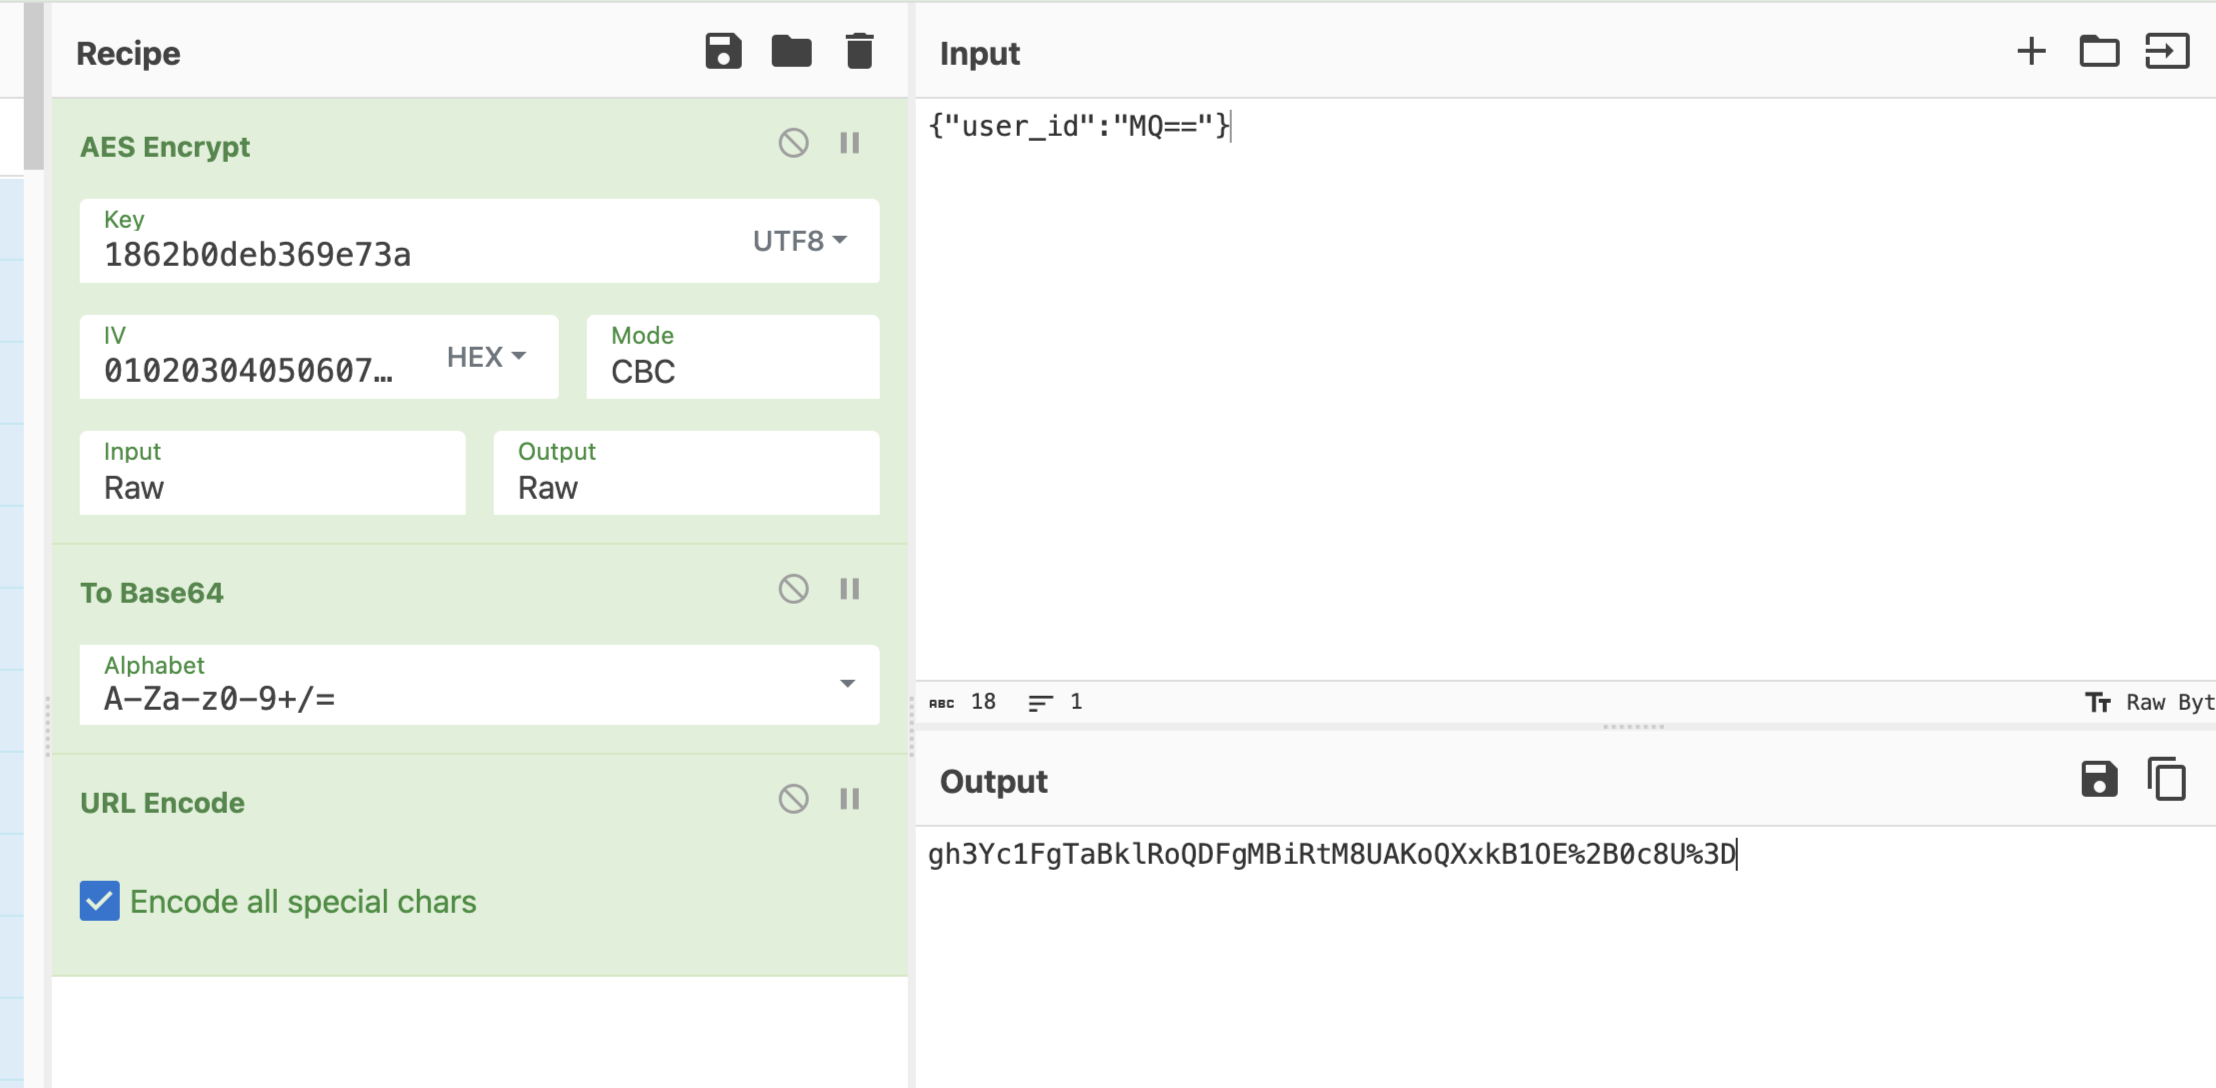 Recipe
AES Encrypt
Key
1862b0deb369e73a
UTF8
IV
01020304050607…
HEX
Mode
CBC
Input
Raw
Output
Raw
To Base64
Alphabet
A-Za-z0-9+/=
URL Encode
Encode all special chars
Input
{"user_id":"MQ=="}
ABC 18
1
Tт Raw Byt
Output
gh3Yc1FgTaBklRoQDFgMBiRtM8UAKoQXxkB1OE%2B0c8U%3D